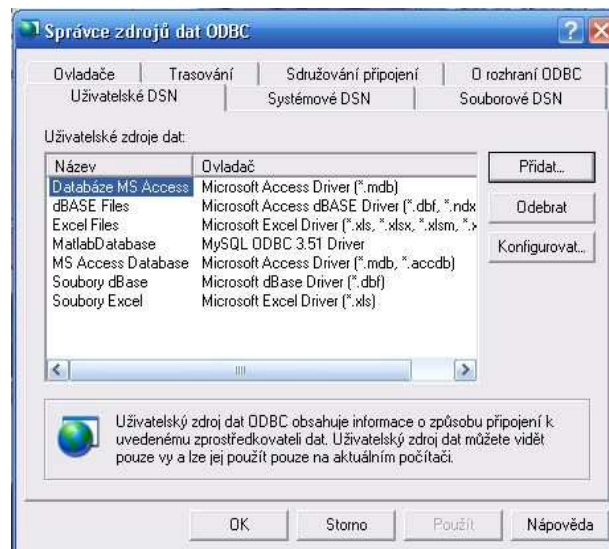 Správce zdrojů dat ODBC
Ovladače Trasování Sdružování připojení O rozhraní ODBC
Uživatelské DSN Systémové DSN Souborové DSN
Uživatelské zdroje dat:
Název Ovladač
Databáze MS Access Microsoft Access Driver (*.mdb)
dBASE Files Microsoft Access dBASE Driver (*.dbf, *.ndx
Excel Files Microsoft Excel Driver (*.xls, *.xlsx, *.xlsm, *.x
MatlabDatabase MySQL ODBC 3.51 Driver
MS Access Database Microsoft Access Driver (*.mdb, *.accdb)
Soubory dBase Microsoft dBase Driver (*.dbf)
Soubory Excel Microsoft Excel Driver (*.xls)
Přidat...
Odebrat
Konfigurovat...
Uživatelský zdroj dat ODBC obsahuje informace o způsobu připojení k
uvedenému zprostředkovateli dat. Uživatelský zdroj dat můžete vidět
pouze vy a lze jej použít pouze na aktuálním počítači.
OK Storno Použít Nápověda